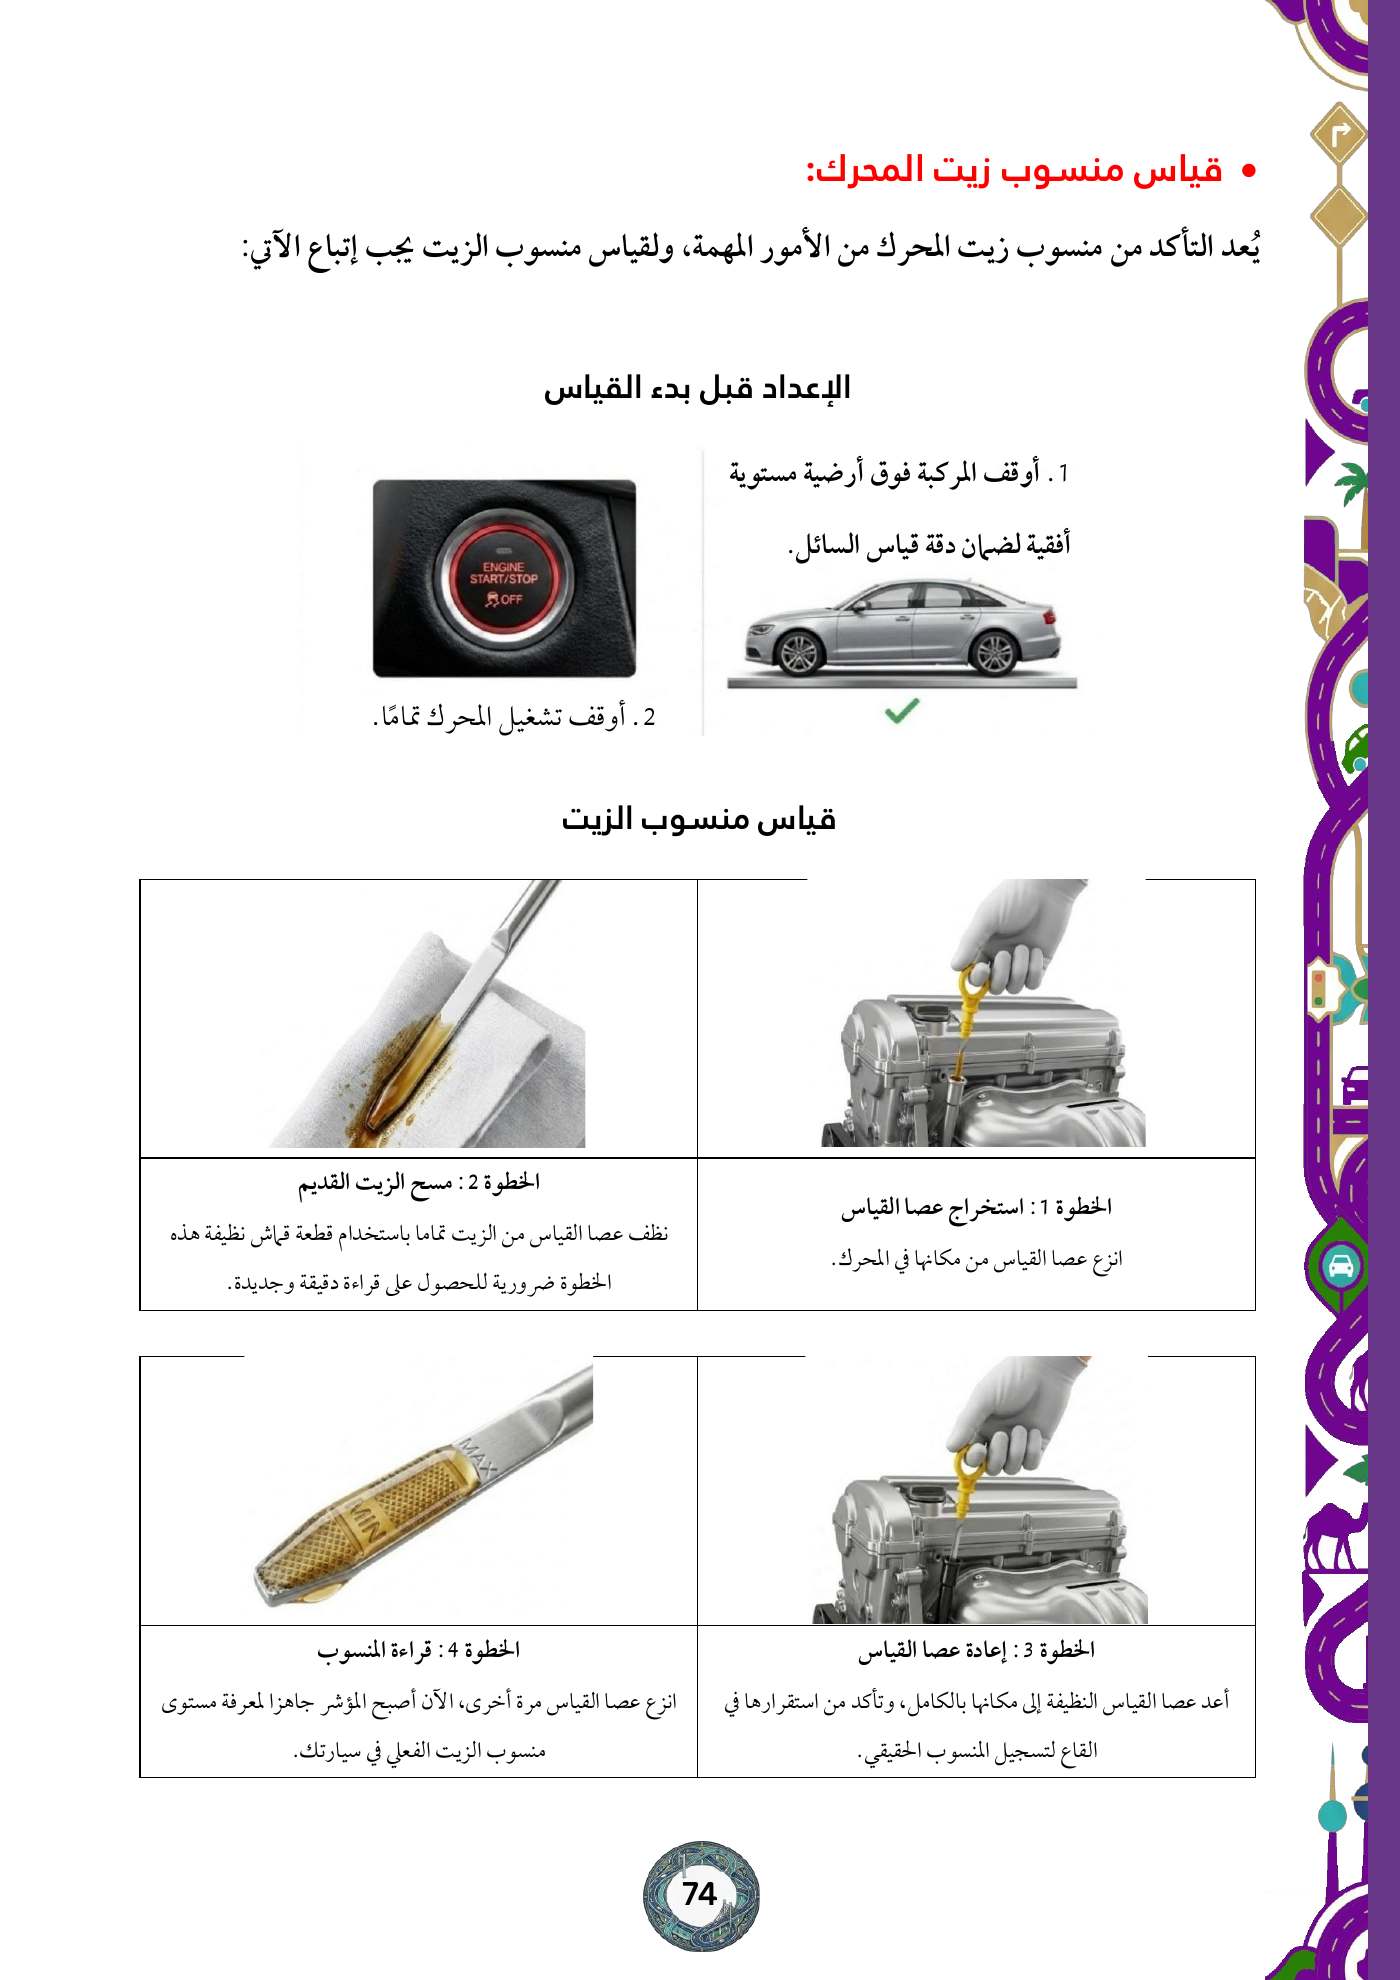 • قياس منسوب زيت المحرك:
يُعد التأكد من منسوب زيت المحرك من الأمور المهمة، ولقياس منسوب الزيت يجب إتباع الآتي:
الإعداد قبل بدء القياس
1. أوقف المركبة فوق أرضية مستوية
أفقية لضمان دقة قياس السائل.
ENGINE
START/STOP
OFF
2. أوقف تشغيل المحرك تمامًا.
قياس منسوب الزيت
الخطوة 1: استخراج عصا القياس
انزع عصا القياس من مكانها في المحرك.
الخطوة 2: مسح الزيت القديم
نظف عصا القياس من الزيت تماما باستخدام قطعة قماش نظيفة هذه
الخطوة ضرورية للحصول على قراءة دقيقة وجديدة.
MAX
MIN
الخطوة 3: إعادة عصا القياس
أعد عصا القياس النظيفة إلى مكانها بالكامل، وتأكد من استقرارها في
القاع لتسجيل المنسوب الحقيقي.
الخطوة 4: قراءة المنسوب
انزع عصا القياس مرة أخرى، الآن أصبح المؤشر جاهزا لمعرفة مستوى
منسوب الزيت الفعلي في سيارتك.
74